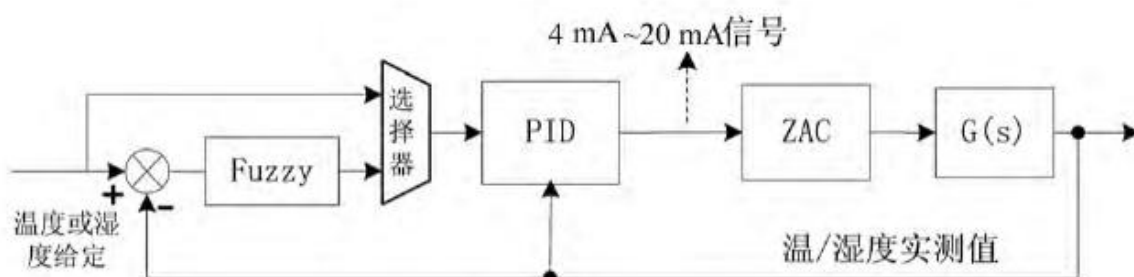 4 mA~20 mA信号
选
择
器
PID
ZAC
G(s)
Fuzzy
+
-
温度或湿
度给定
温/湿度实测值